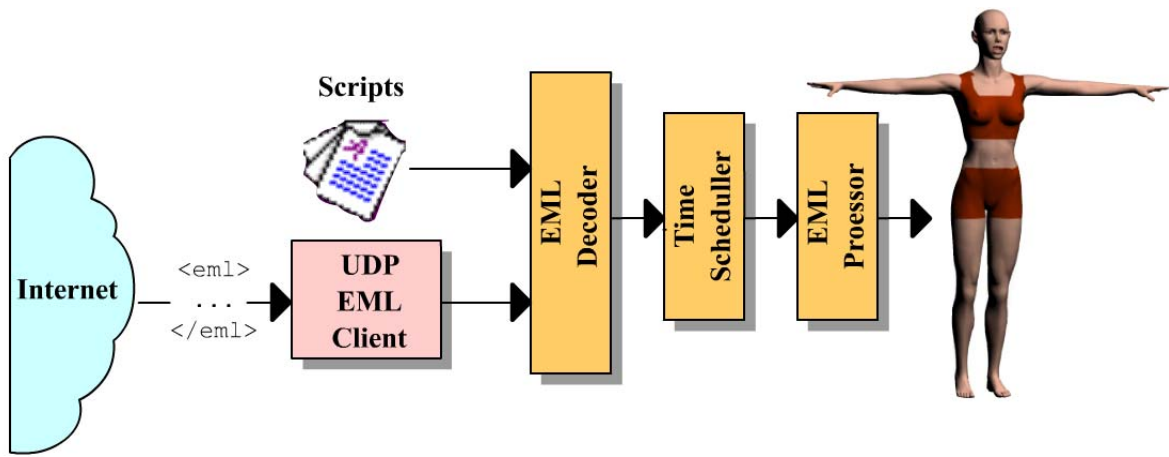 Scripts
Internet
<eml>
...
</eml>
UDP
EML
Client
EML
Decoder
Time
Scheduller
EML
Proessor